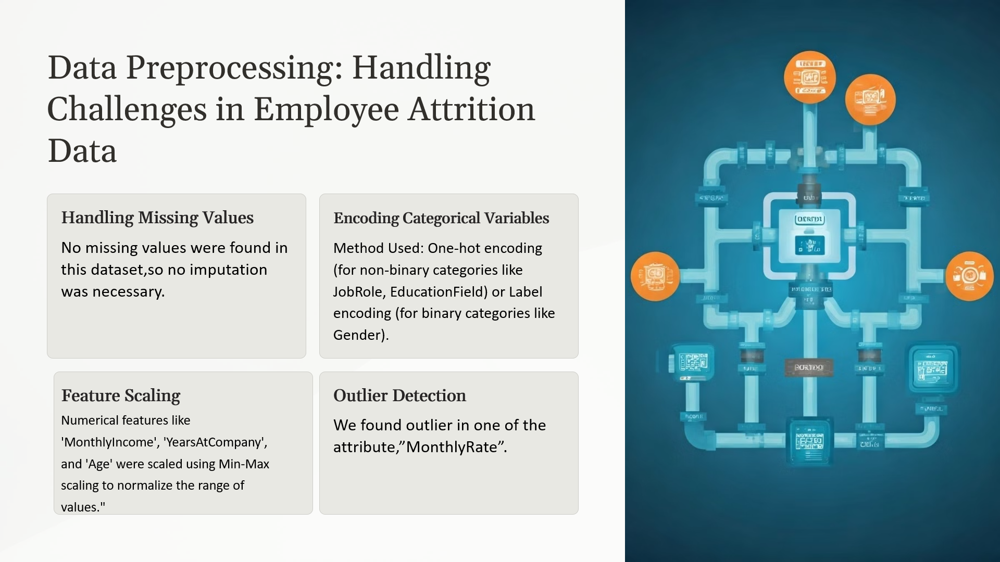 Data Preprocessing: Handling
Challenges in Employee Attrition
Data
Handling Missing Values
No missing values were found in
this dataset,so no imputation
was necessary.
Encoding Categorical Variables
Method Used: One-hot encoding
(for non-binary categories like
JobRole, EducationField) or Label
encoding (for binary categories like
Gender).
Feature Scaling
Numerical features like
'MonthlyIncome', 'YearsAtCompany',
and 'Age' were scaled using Min-Max
scaling to normalize the range of
values."
Outlier Detection
We found outlier in one of the
attribute,”MonthlyRate”.